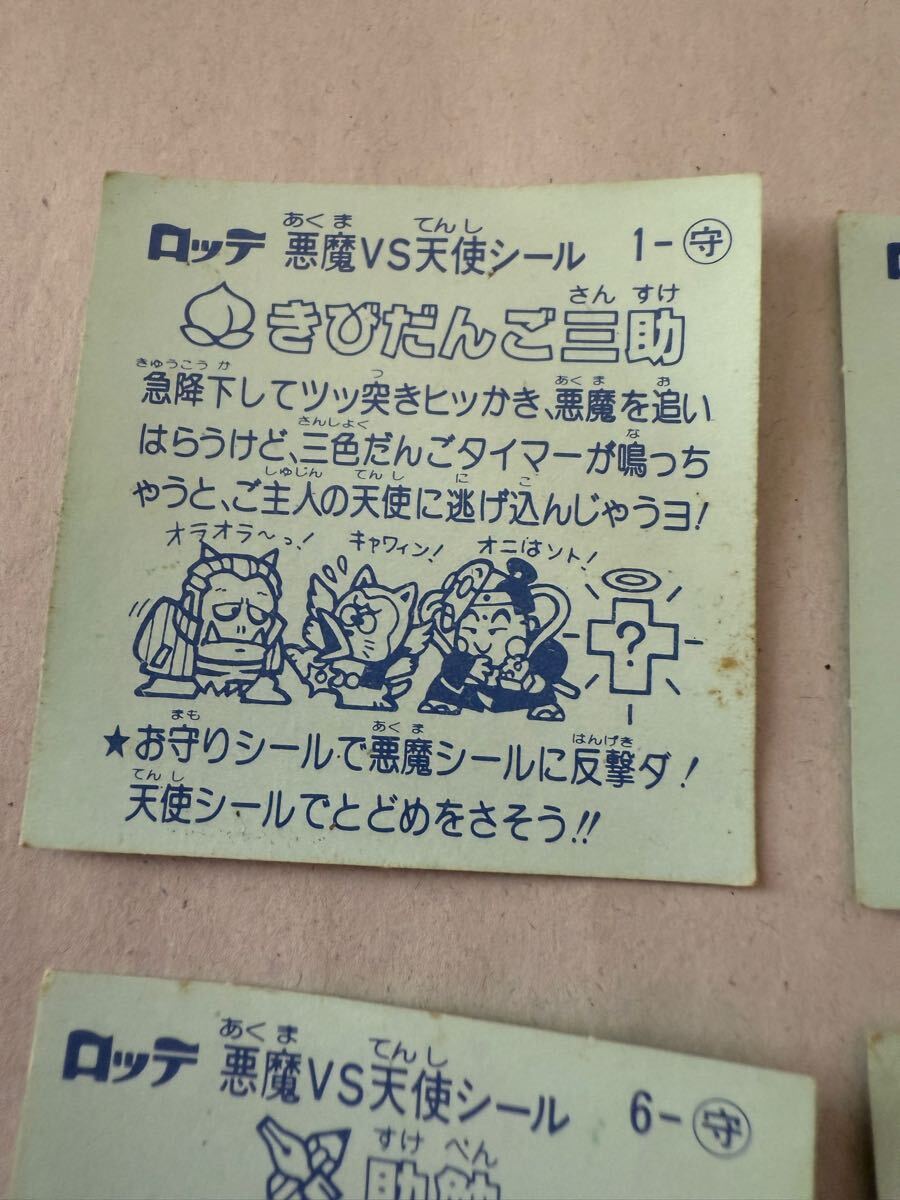 ロッテ 悪魔VS天使シール 1-守
あくま てんし
きびだんご三助
さんすけ
急降下してツッ突きヒッかき、悪魔を追い
きゅうこうか つ あくま お
はらうけど、三色だんごタイマーが鳴っち
さんしょく な
ゃうと、ご主人の天使に逃げ込んじゃうヨ!
しゅじん てんし に こ
オラオラ〜っ! キャワィン! オニはソト!
?
★お守りシールで悪魔シールに反撃ダ!
まも あくま はんげき
天使シールでとどめをさそう!!
てんし
ロッテ 悪魔VS天使シール 6-守
あくま てんし
すけ ぺん
助